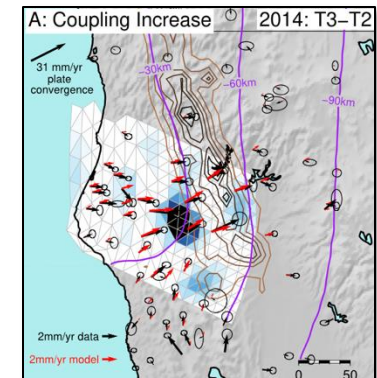 A: Coupling Increase
2014: T3−T2
31 mm/yr
plate
convergence
~30km
~60km
~90km
2mm/yr data
2mm/yr model
0
50